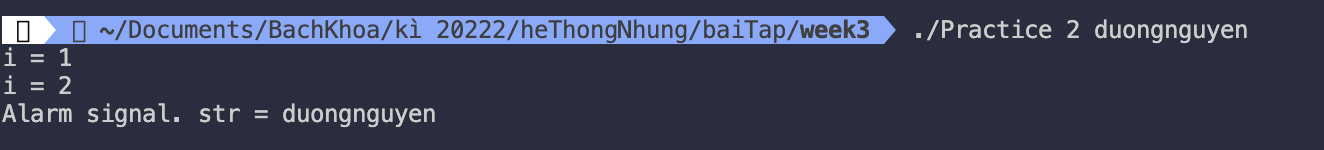 ~/Documents/BachKhoa/kì 20222/heThongNhung/baiTap/week3 ./Practice 2 duongnguyen
i = 1
i = 2
Alarm signal. str = duongnguyen